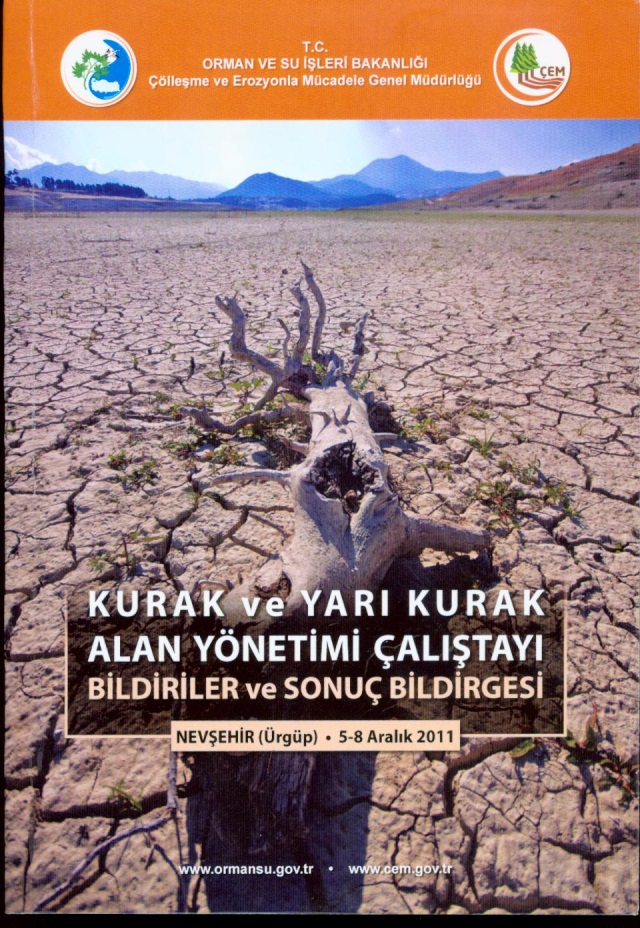 T.C.
ORMAN VE SU İŞLERİ BAKANLIĞI
Çölleşme ve Erozyonla Mücadele Genel Müdürlüğü
ÇEM
KURAK ve YARI KURAK
ALAN YÖNETİMİ ÇALIŞTAYI
BİLDİRİLER ve SONUÇ BİLDİRGESİ
NEVŞEHİR (Ürgüp) • 5-8 Aralık 2011
www.ormansu.gov.tr • www.cem.gov.tr